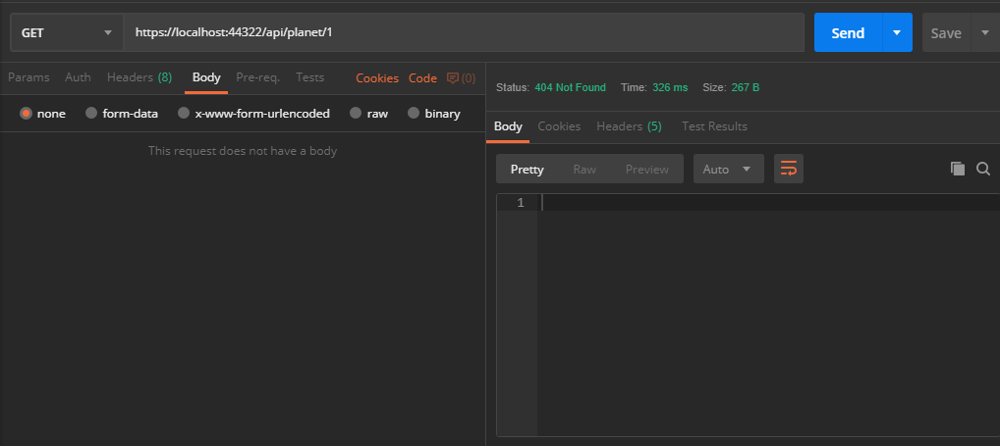 GET https://localhost:44322/api/planet/1 Send Save
Params Auth Headers (8) Body Pre-req. Tests Cookies Code (0)
none form-data x-www-form-urlencoded raw binary
This request does not have a body
Status: 404 Not Found Time: 326 ms Size: 267 B
Body Cookies Headers (5) Test Results
Pretty Raw Preview Auto
1